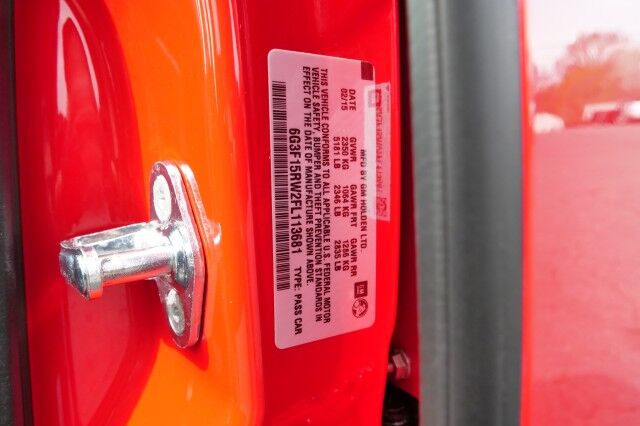 MFD BY GM HOLDEN LTD
DATE GVWR GAWR FRT GAWR RR
02/15 2350 KG 1064 KG 1286 KG
5181 LB 2346 LB 2835 LB
THIS VEHICLE CONFORMS TO ALL APPLICABLE U.S. FEDERAL MOTOR
VEHICLE SAFETY, BUMPER AND THEFT PREVENTION STANDARDS IN
EFFECT ON THE DATE OF MANUFACTURE SHOWN ABOVE.
6G3F15RW2FL113681 TYPE: PASS CAR
GM